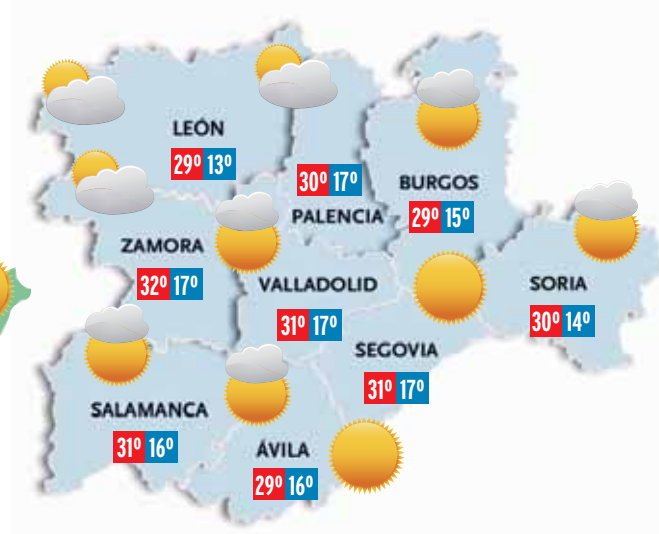 LEÓN
29º 13º
30º 17º
PALENCIA
BURGOS
29º 15º
ZAMORA
32º 17º
VALLADOLID
31º 17º
SORIA
30º 14º
SEGOVIA
31º 17º
SALAMANCA
31º 16º
ÁVILA
29º 16º